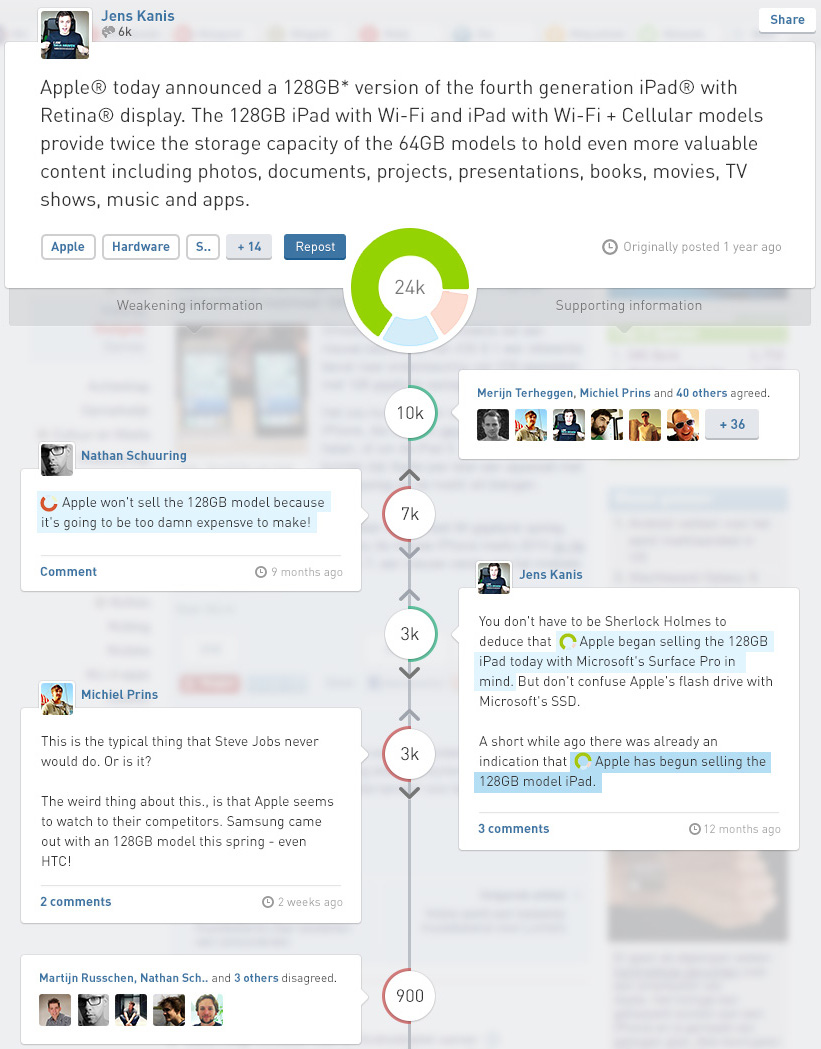 Jens Kanis
6k
Share
Apple® today announced a 128GB* version of the fourth generation iPad® with
Retina® display. The 128GB iPad with Wi-Fi and iPad with Wi-Fi + Cellular models
provide twice the storage capacity of the 64GB models to hold even more valuable
content including photos, documents, projects, presentations, books, movies, TV
shows, music and apps.
Apple
Hardware
S..
+ 14
Repost
Originally posted 1 year ago
24k
Weakening information
Supporting information
10k
Merijn Terheggen, Michiel Prins and 40 others agreed.
+ 36
Nathan Schuuring
Apple won't sell the 128GB model because
it's going to be too damn expensve to make!
Comment
9 months ago
7k
Jens Kanis
You don't have to be Sherlock Holmes to
deduce that Apple began selling the 128GB
iPad today with Microsoft's Surface Pro in
mind. But don't confuse Apple's flash drive with
Microsoft's SSD.
A short while ago there was already an
indication that Apple has begun selling the
128GB model iPad.
3 comments
12 months ago
3k
Michiel Prins
This is the typical thing that Steve Jobs never
would do. Or is it?
The weird thing about this., is that Apple seems
to watch to their competitors. Samsung came
out with an 128GB model this spring - even
HTC!
2 comments
2 weeks ago
3k
Martijn Russchen, Nathan Sch.. and 3 others disagreed.
900